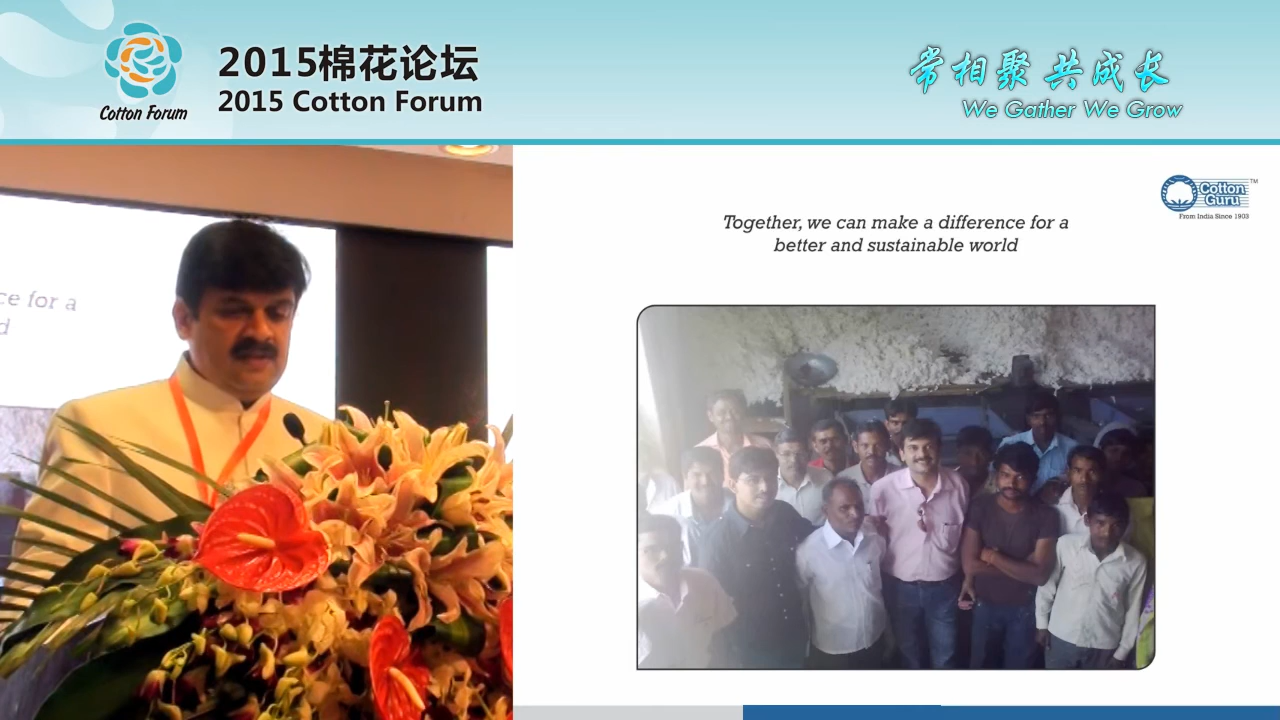 Cotton Forum
2015棉花论坛
2015 Cotton Forum
常相聚 共成长
We Gather We Grow
ce for a
d
Cotton
Guru
TM
From India Since 1903
Together, we can make a difference for a
better and sustainable world